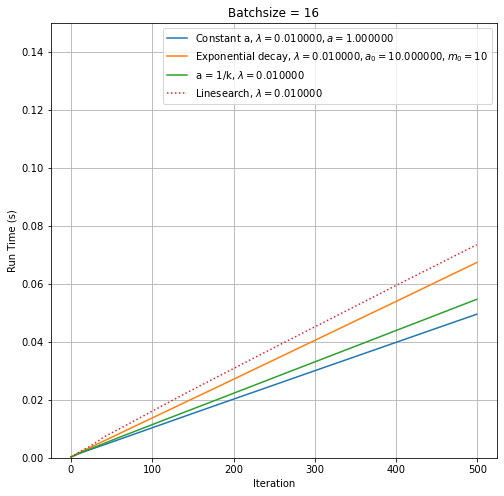 Batchsize = 16
Constant a, λ = 0.010000, a = 1.000000
Exponential decay, λ = 0.010000, a₀ = 10.000000, m₀ = 10
a = 1/k, λ = 0.010000
Linesearch, λ = 0.010000
0.14
0.12
0.10
0.08
0.06
0.04
0.02
0.00
Run Time (s)
0 100 200 300 400 500
Iteration